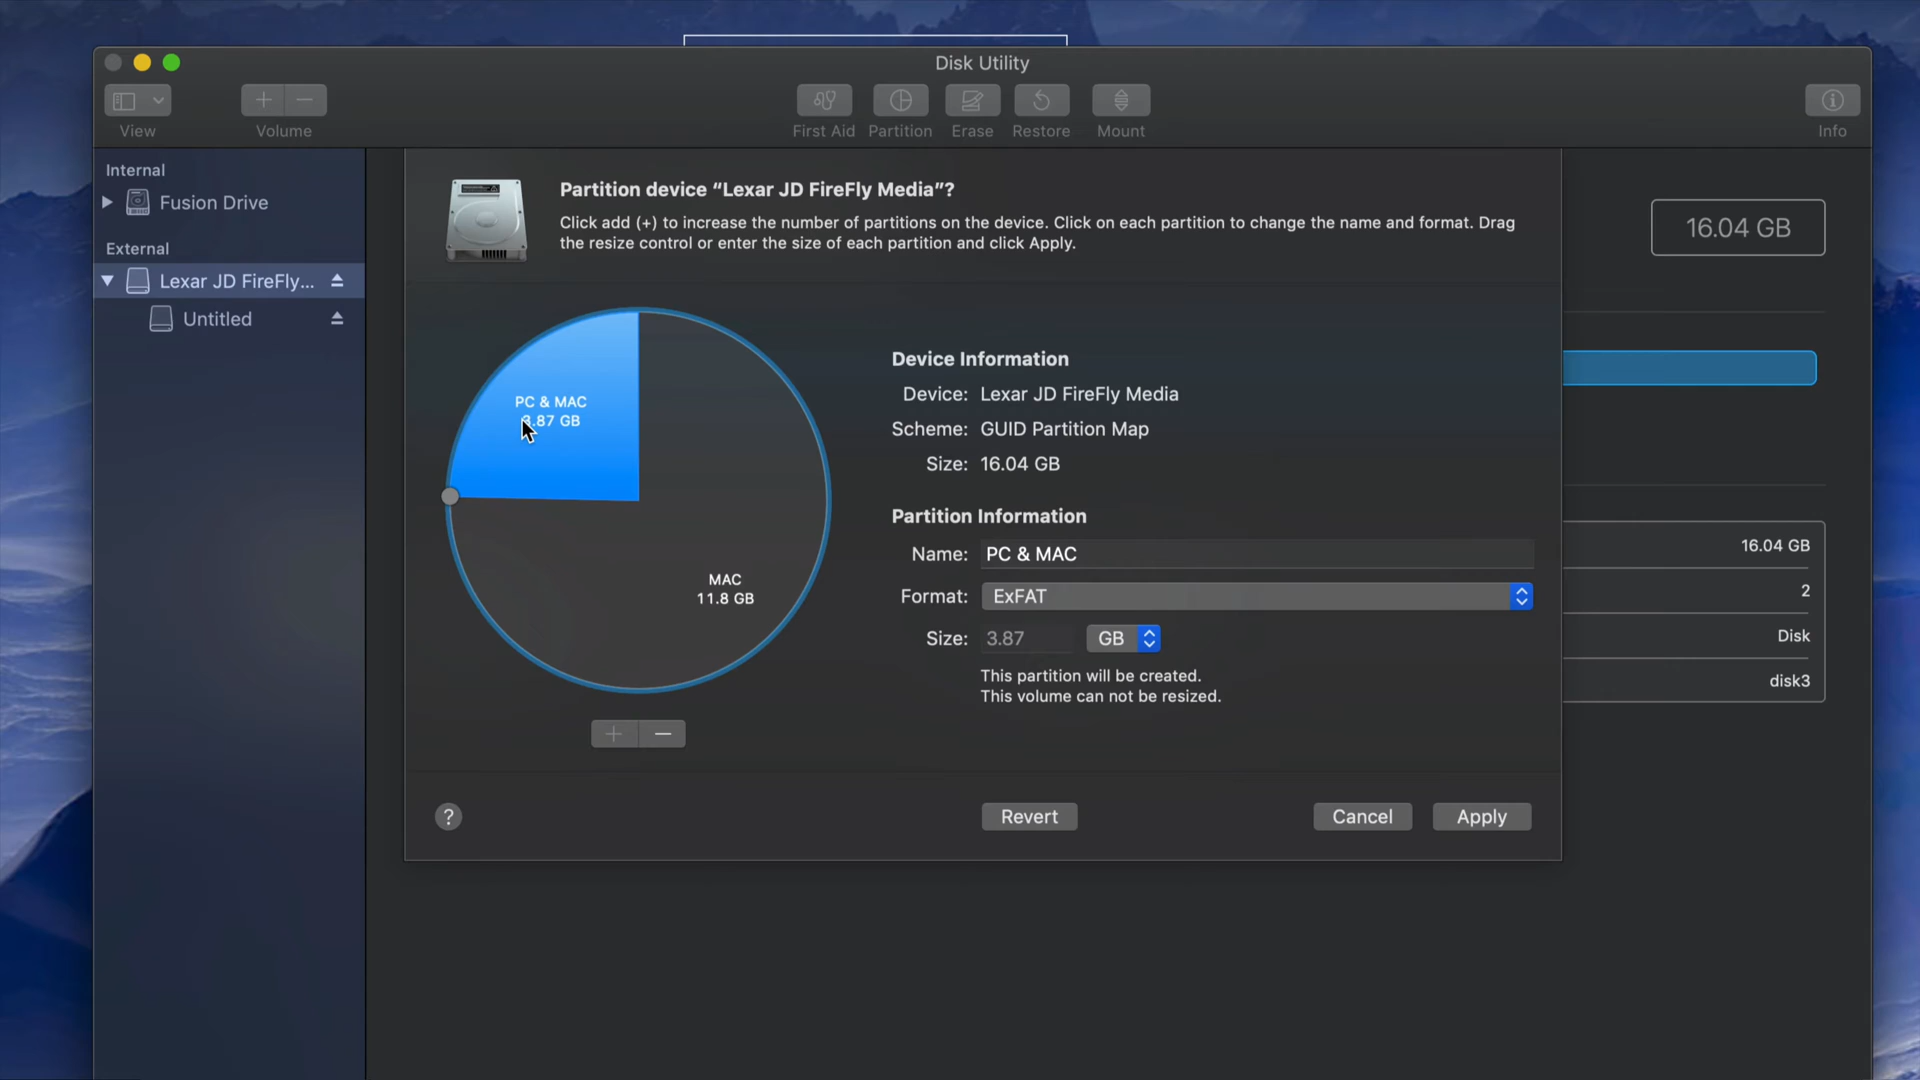 Disk Utility
View
Volume
First Aid
Partition
Erase
Restore
Mount
Info
Internal
Fusion Drive
External
Lexar JD FireFly...
Untitled
Partition device “Lexar JD FireFly Media”?
Click add (+) to increase the number of partitions on the device. Click on each partition to change the name and format. Drag
the resize control or enter the size of each partition and click Apply.
16.04 GB
PC & MAC
3.87 GB
MAC
11.8 GB
Device Information
Device: Lexar JD FireFly Media
Scheme: GUID Partition Map
Size: 16.04 GB
Partition Information
Name: PC & MAC
Format: ExFAT
Size: 3.87 GB
This partition will be created.
This volume can not be resized.
16.04 GB
2
Disk
disk3
?
Revert
Cancel
Apply